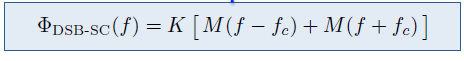 Φ_DSB-SC(f) = K [ M(f − f_c) + M(f + f_c) ]